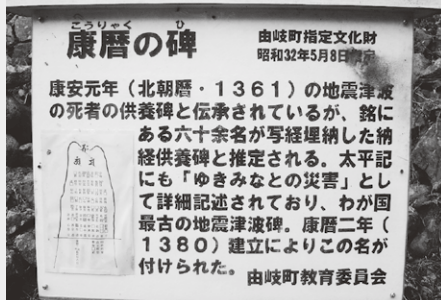 こうりゃく　ひ
康暦の碑
由岐町指定文化財
昭和32年5月8日
康安元年（北朝暦・1361）の地震津波
の死者の供養碑と伝承されているが、銘に
ある六十余名が写経埋納した納
経供養碑と推定される。太平記
にも「ゆきみなとの災害」とし
て詳細記述されており、わが国
最古の地震津波碑。康暦二年（
1380）建立によりこの名が
付けられた。
由岐町教育委員会